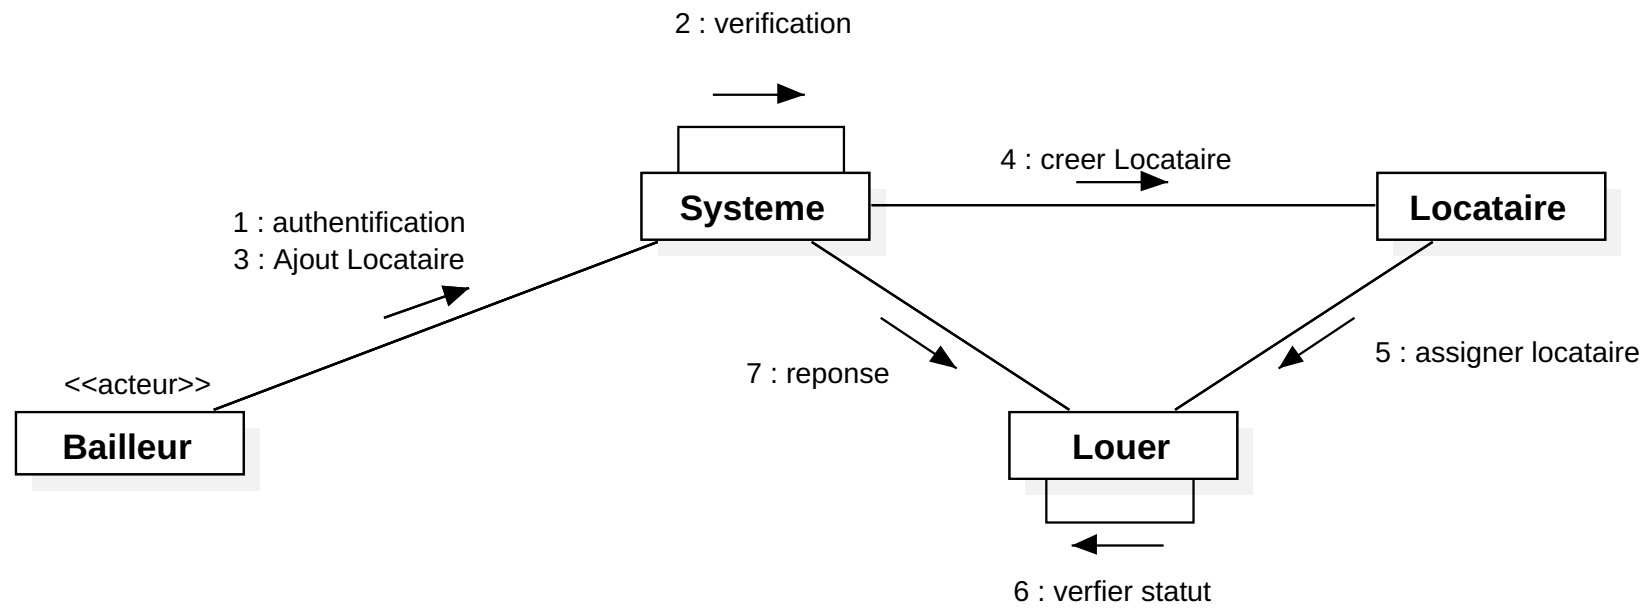 2 : verification
4 : creer Locataire
Systeme
Locataire
1 : authentification
3 : Ajout Locataire
5 : assigner locataire
7 : reponse
<<acteur>>
Bailleur
Louer
6 : verfier statut